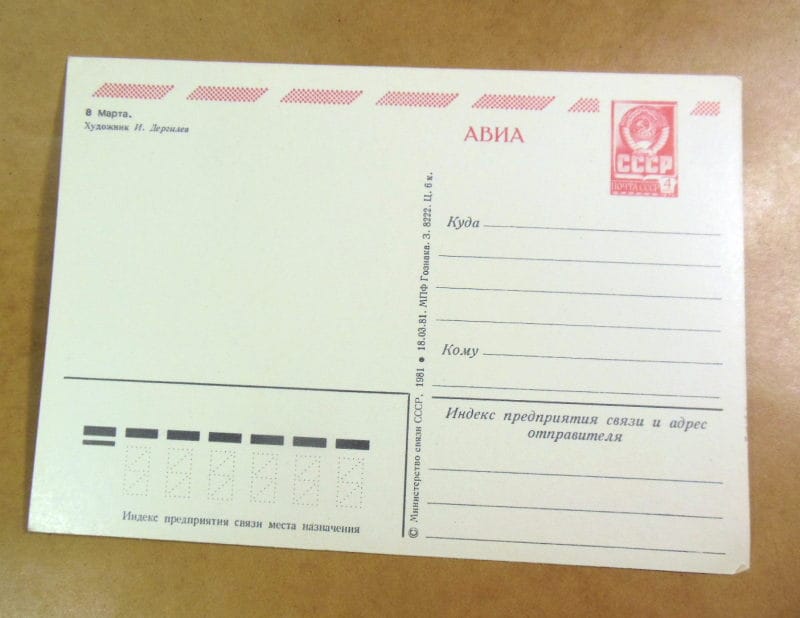 8 Марта.
Художник И. Дергилев
АВИА
СССР
ПОЧТА СССР 4
Куда
Кому
Индекс предприятия связи и адрес
отправителя
© Министерство связи СССР, 1981 ● 18.03.81. МПФ Гознака. З. 8222. Ц. 6 к.
Индекс предприятия связи места назначения